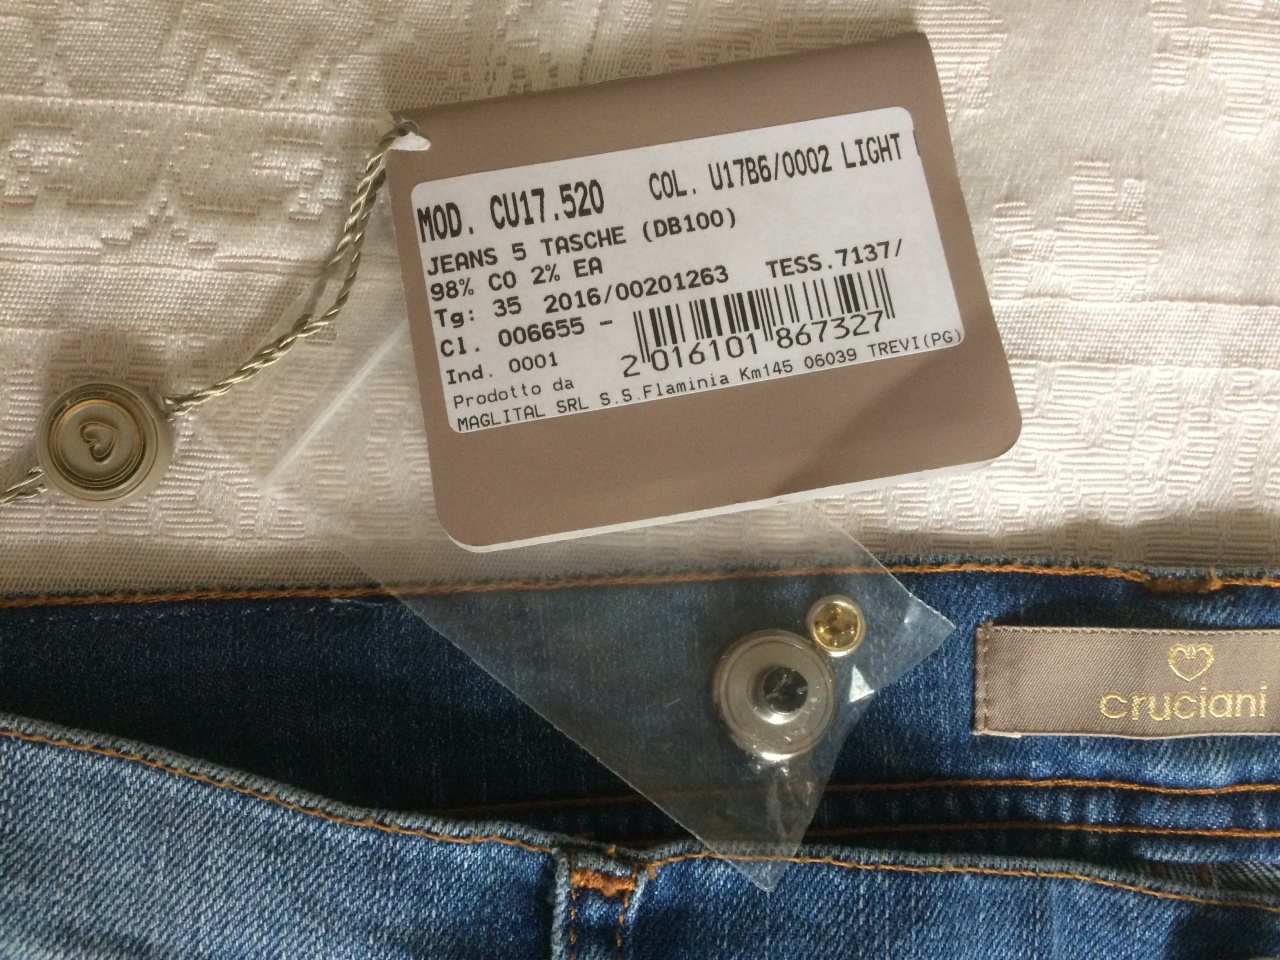 MOD. CU17.520 COL. U17B6/0002 LIGHT
JEANS 5 TASCHE (DB100)
98% CO 2% EA
Tg: 35 2016/00201263 TESS.7137/
Cl. 006655 -
Ind. 0001
2 016101 867327
Prodotto da
MAGLITAL SRL S.S.Flaminia Km145 06039 TREVI(PG)
cruciani